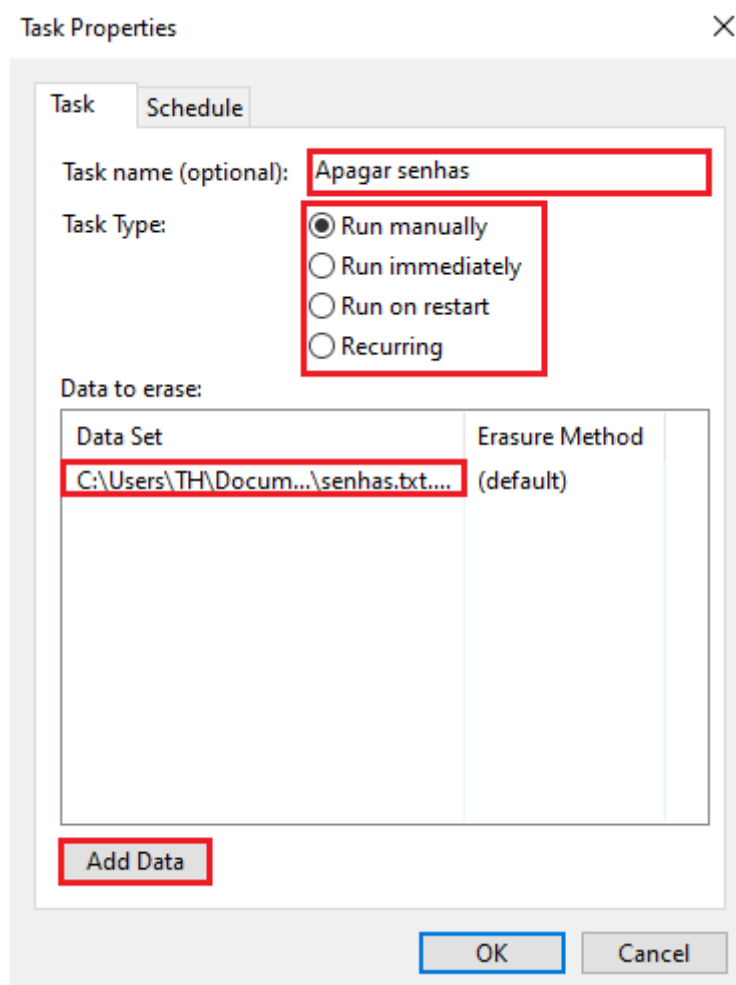 Task Properties
Task
Schedule
Task name (optional): Apagar senhas
Task Type:
Run manually
Run immediately
Run on restart
Recurring
Data to erase:
Data Set Erasure Method
C:\Users\TH\Docum...\senhas.txt.... (default)
Add Data
OK Cancel